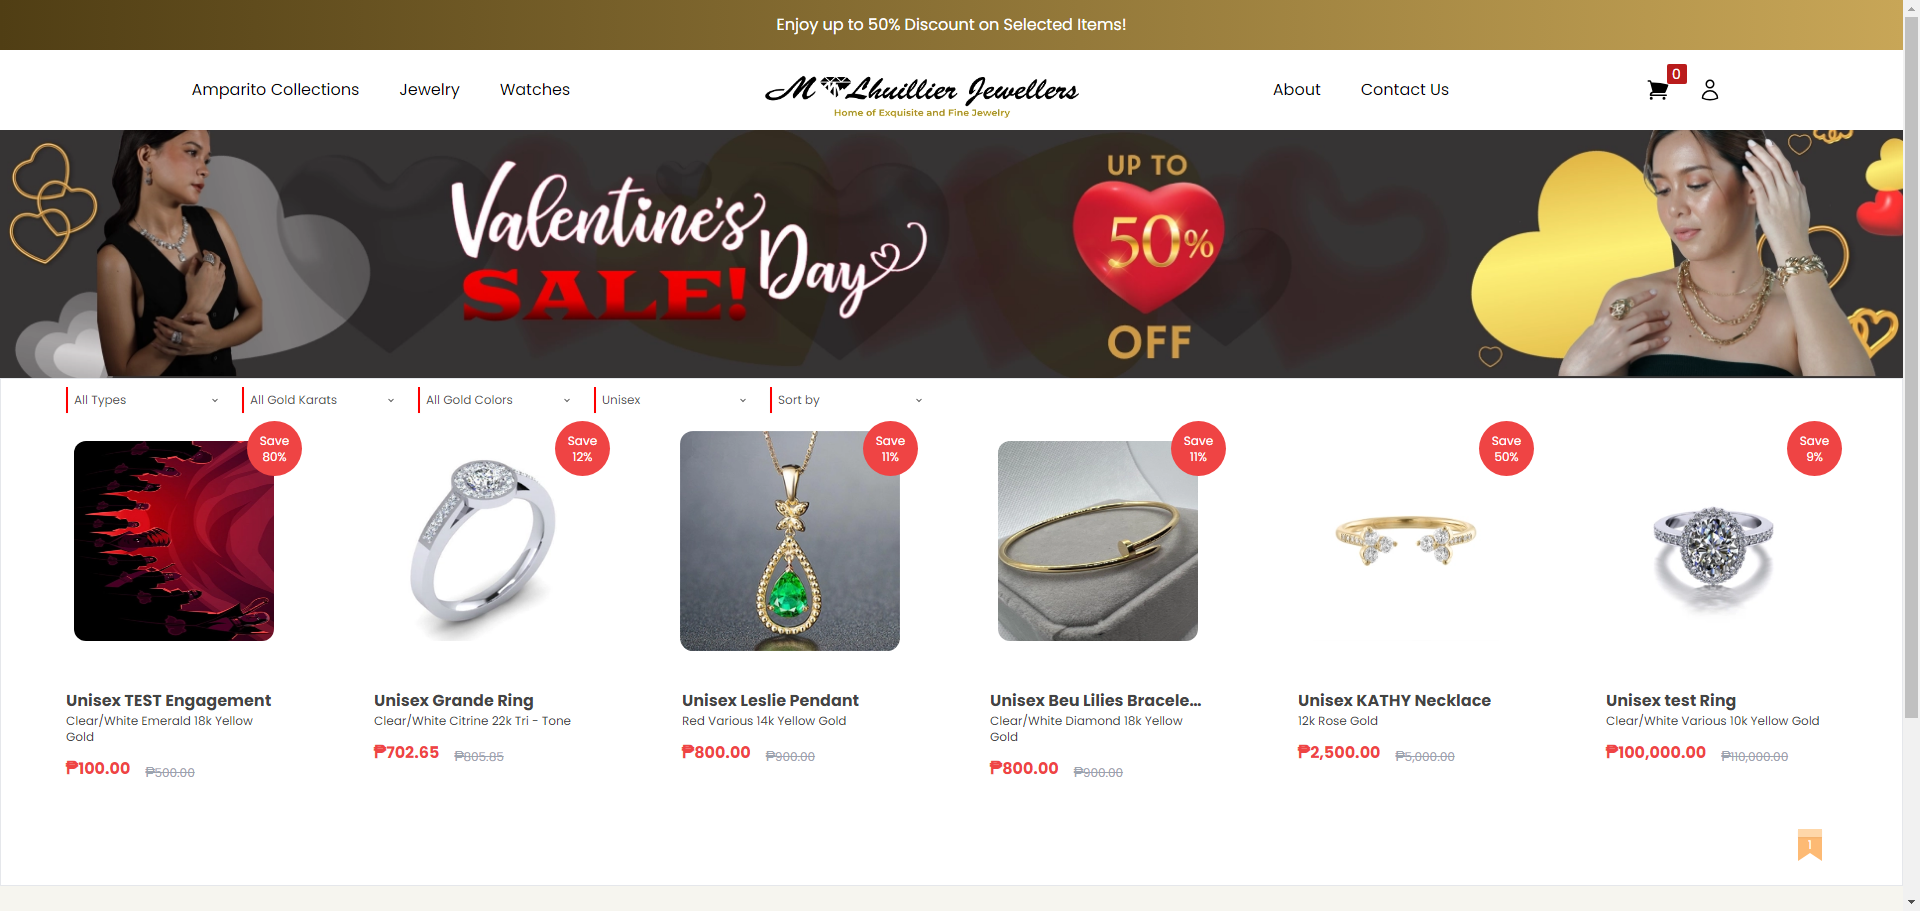 Enjoy up to 50% Discount on Selected Items!
Amparito Collections
Jewelry
Watches
M Lhuillier Jewellers
Home of Exquisite and Fine Jewelry
About
Contact Us
0
Valentine's
Day
SALE!
UP TO
50%
OFF
All Types
All Gold Karats
All Gold Colors
Unisex
Sort by
Save
80%
Unisex TEST Engagement
Clear/White Emerald 18k Yellow
Gold
₱100.00 ₱500.00
Save
12%
Unisex Grande Ring
Clear/White Citrine 22k Tri - Tone
₱702.65 ₱805.85
Save
11%
Unisex Leslie Pendant
Red Various 14k Yellow Gold
₱800.00 ₱900.00
Save
11%
Unisex Beu Lilies Bracele...
Clear/White Diamond 18k Yellow
Gold
₱800.00 ₱900.00
Save
50%
Unisex KATHY Necklace
12k Rose Gold
₱2,500.00 ₱5,000.00
Save
9%
Unisex test Ring
Clear/White Various 10k Yellow Gold
₱100,000.00 ₱110,000.00
1